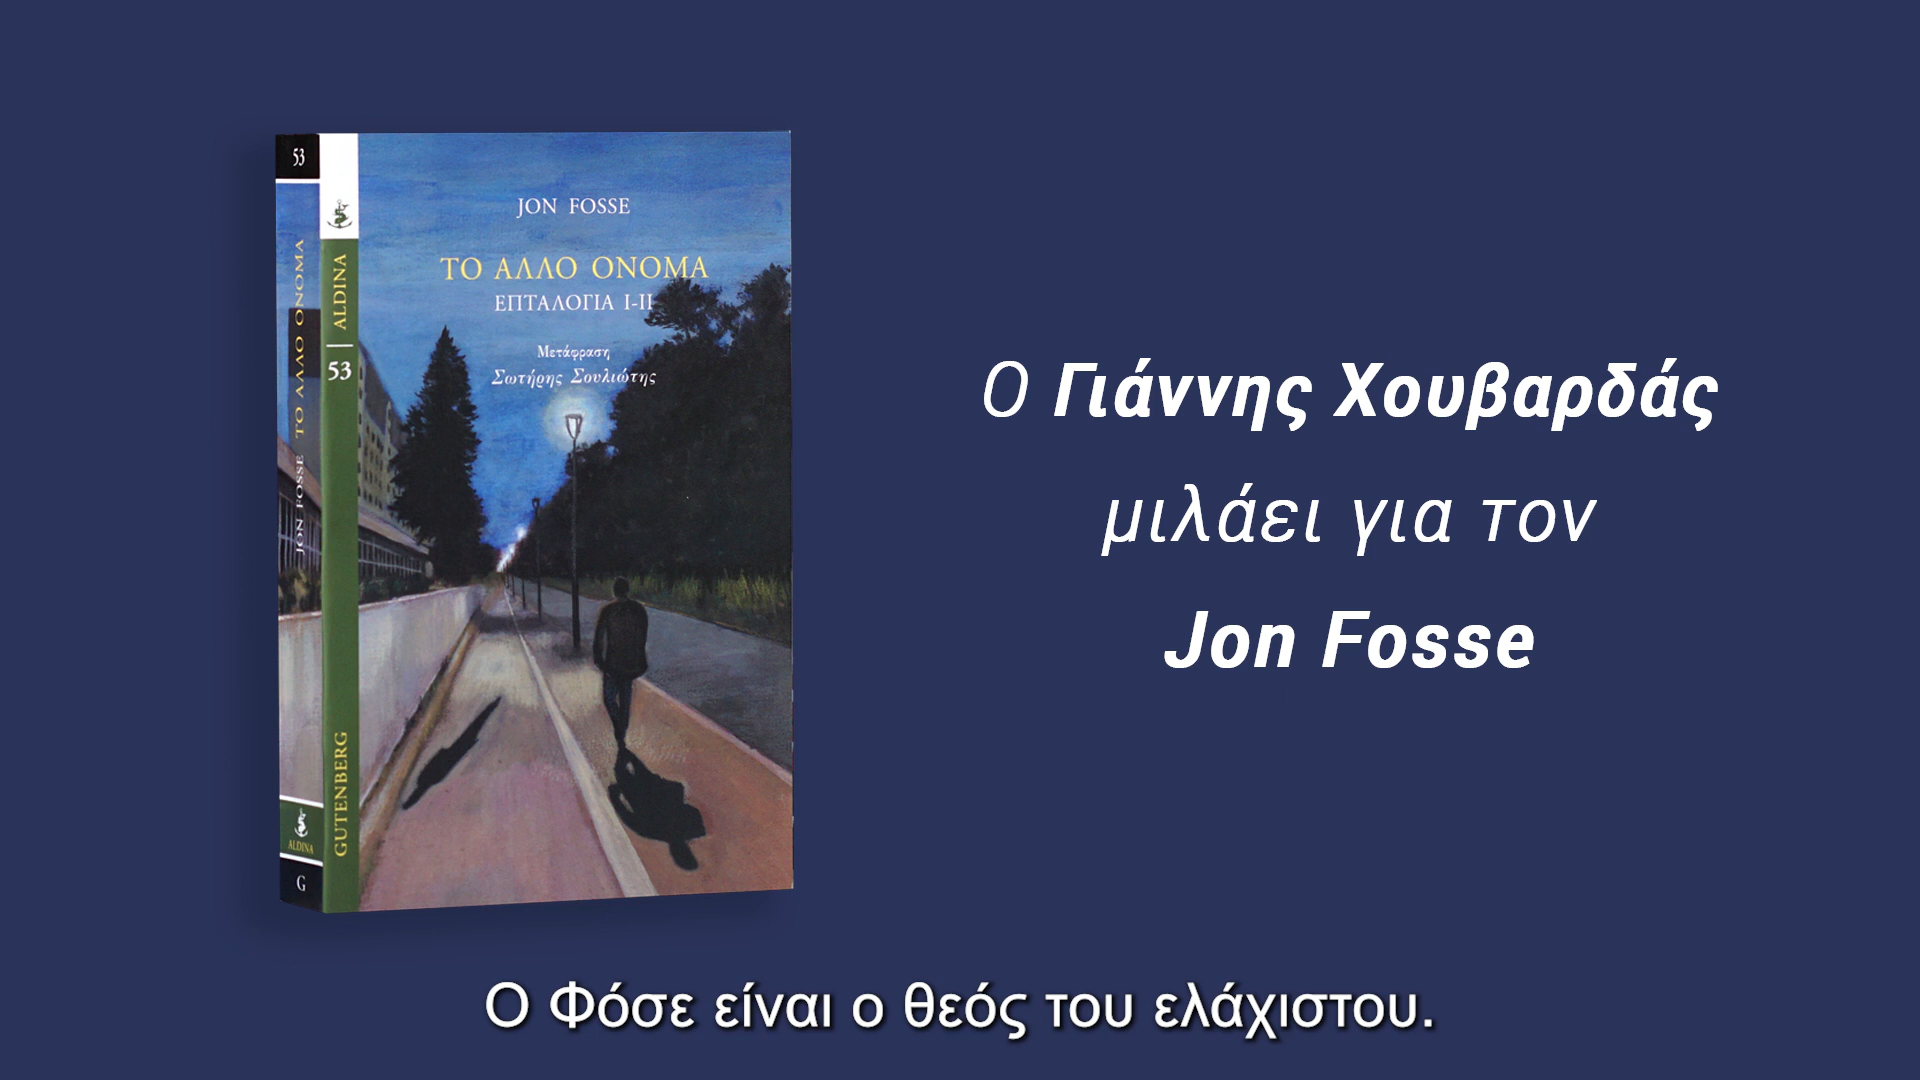 53
JON FOSSE ΤΟ ΑΛΛΟ ΟΝΟΜΑ
ALDINA
G
ALDINA
53
GUTENBERG
JON FOSSE
ΤΟ ΑΛΛΟ ΟΝΟΜΑ
ΕΠΤΑΛΟΓΙΑ Ι-ΙΙ
Μετάφραση
Σωτήρης Σουλιώτης
Ο Γιάννης Χουβαρδάς
μιλάει για τον
Jon Fosse
Ο Φόσε είναι ο θεός του ελάχιστου.